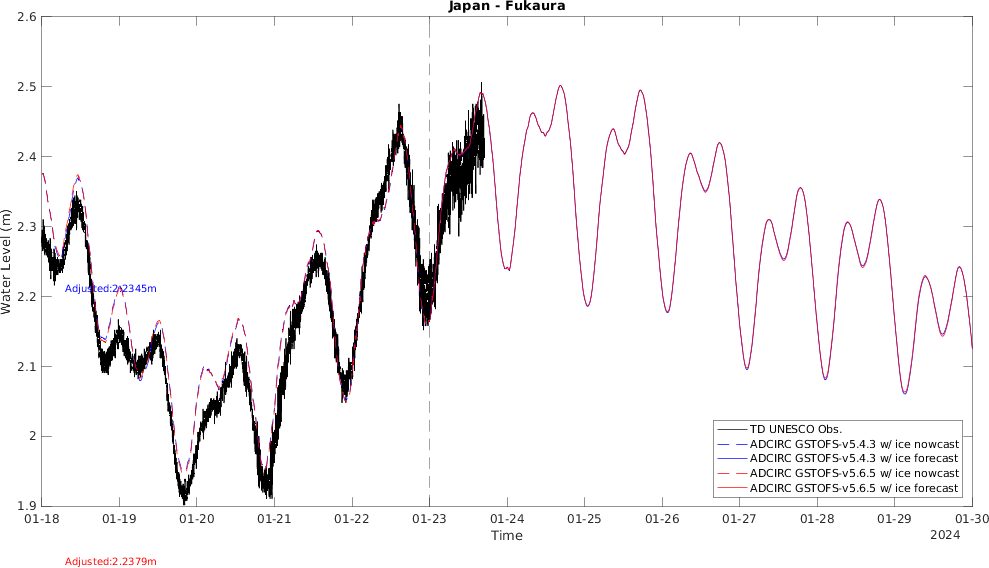 Japan - Fukaura
2.6
2.5
2.4
2.3
2.2
2.1
2
1.9
Water Level (m)
Adjusted:2.2345m
TD UNESCO Obs.
ADCIRC GSTOFS-v5.4.3 w/ ice nowcast
ADCIRC GSTOFS-v5.4.3 w/ ice forecast
ADCIRC GSTOFS-v5.6.5 w/ ice nowcast
ADCIRC GSTOFS-v5.6.5 w/ ice forecast
01-18 01-19 01-20 01-21 01-22 01-23 01-24 01-25 01-26 01-27 01-28 01-29 01-30
Time
2024
Adjusted:2.2379m